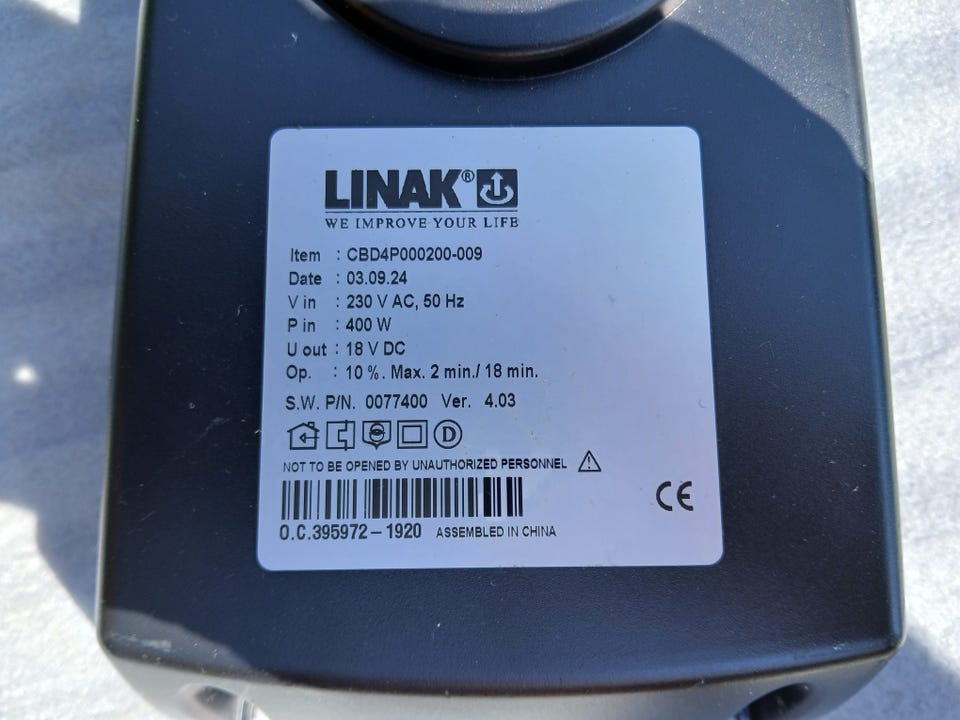 LINAK®
WE IMPROVE YOUR LIFE
Item : CBD4P000200-009
Date : 03.09.24
V in : 230 V AC, 50 Hz
P in : 400 W
U out : 18 V DC
Op. : 10 %. Max. 2 min./ 18 min.
S.W. P/N. 0077400 Ver. 4.03
D
NOT TO BE OPENED BY UNAUTHORIZED PERSONNEL
CE
O.C.395972-1920 ASSEMBLED IN CHINA